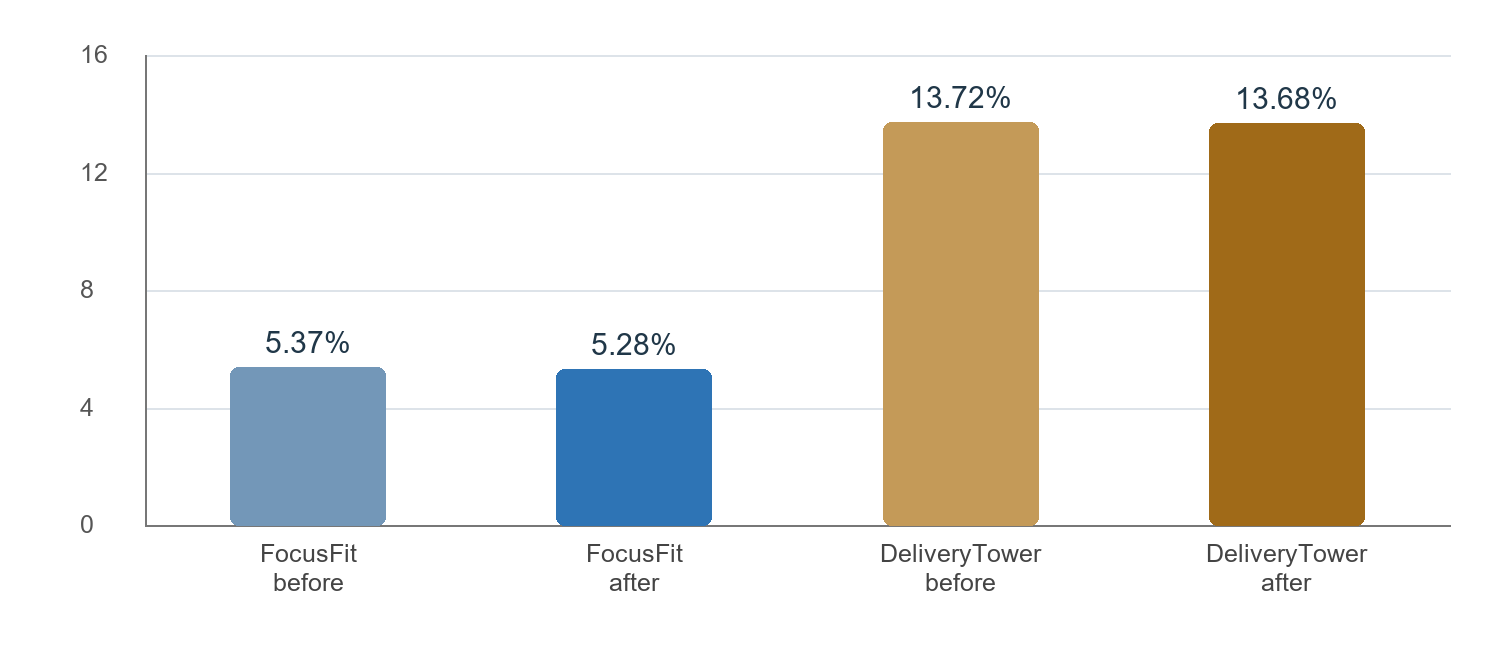 16
12
8
4
0
5.37%
5.28%
13.72%
13.68%
FocusFit
before
FocusFit
after
DeliveryTower
before
DeliveryTower
after